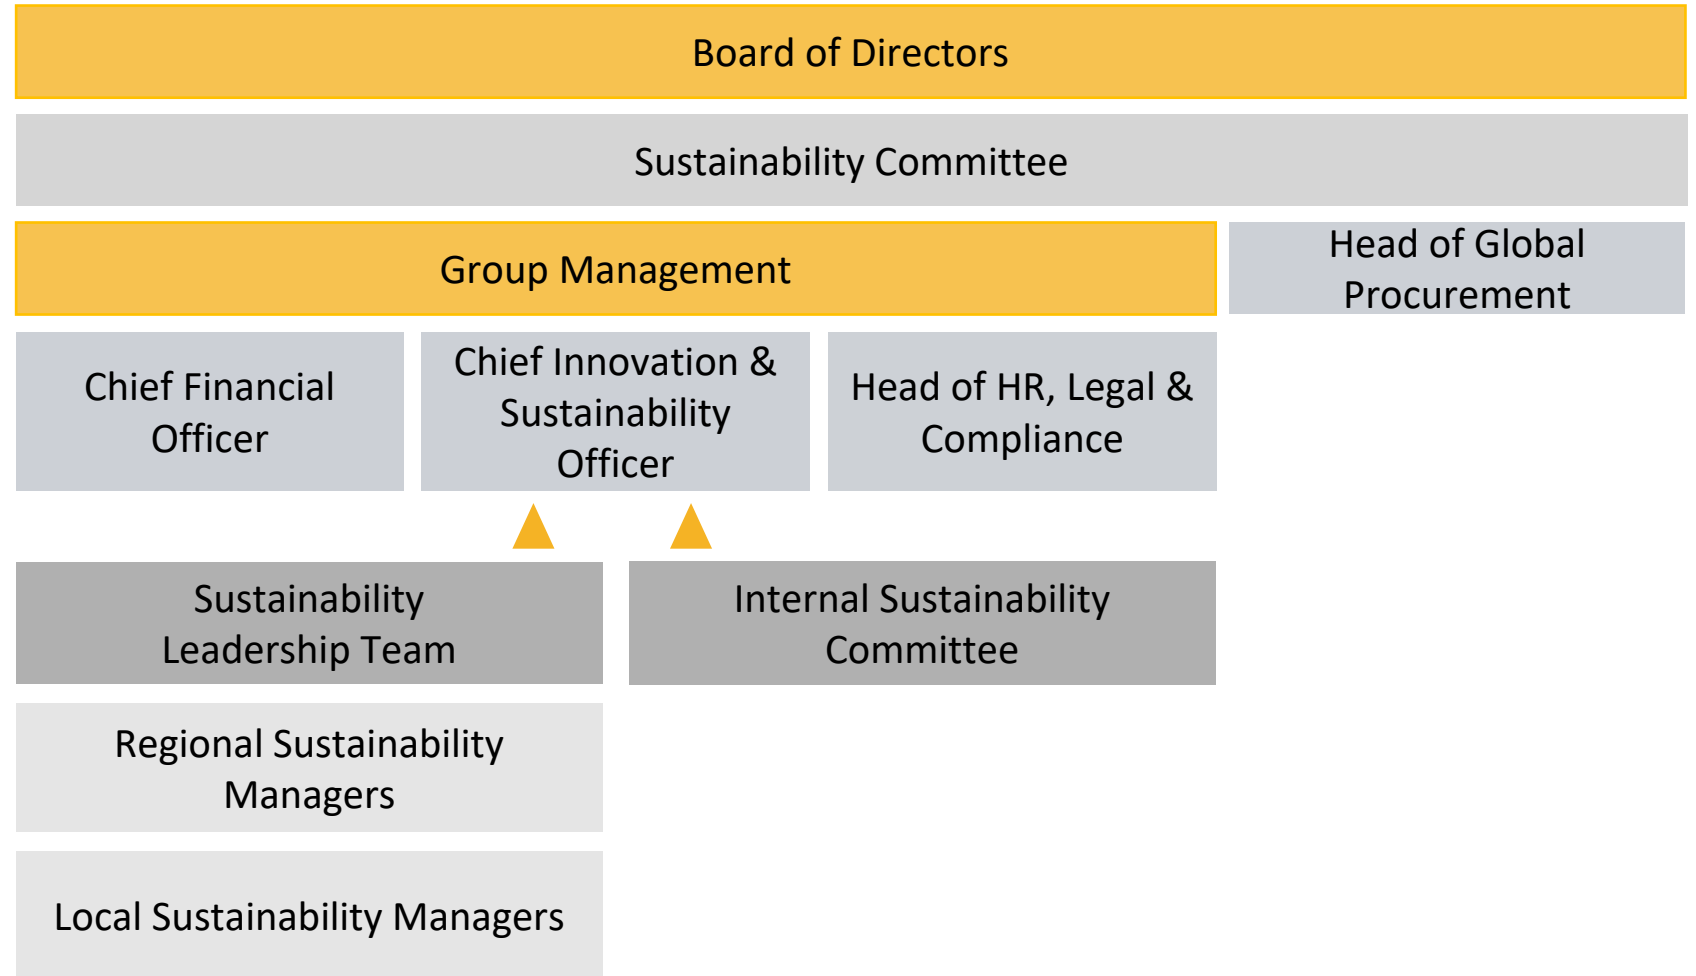 Board of Directors
Sustainability Committee
Group Management
Head of Global
Procurement
Chief Financial
Officer
Chief Innovation &
Sustainability
Officer
Head of HR, Legal &
Compliance
Sustainability
Leadership Team
Internal Sustainability
Committee
Regional Sustainability
Managers
Local Sustainability Managers